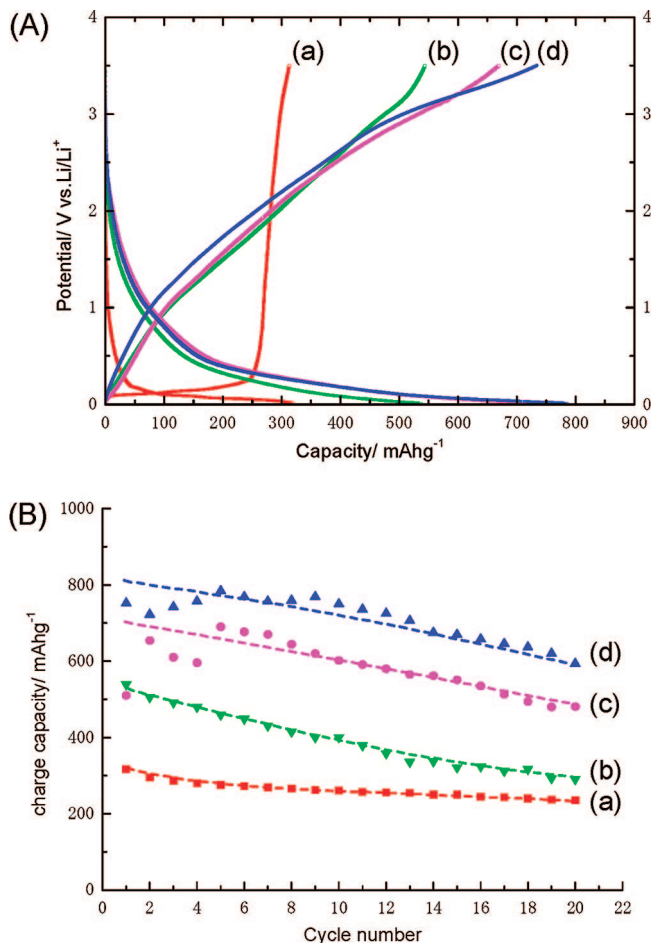 (A)
4
4
(a)
(b)
(c)
(d)
3
3
2
2
1
1
0
0
Potential/ V vs.Li/Li⁺
0
100
200
300
400
500
600
700
800
900
Capacity/ mAhg⁻¹
(B)
1000
800
600
400
200
0
charge capacity/ mAhg⁻¹
(d)
(c)
(b)
(a)
0
2
4
6
8
10
12
14
16
18
20
22
Cycle number